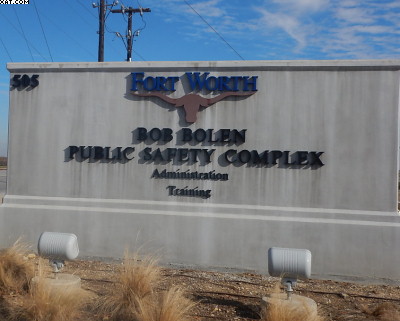 505
FORT WORTH
BOB BOLEN
PUBLIC SAFETY COMPLEX
Administration
Training